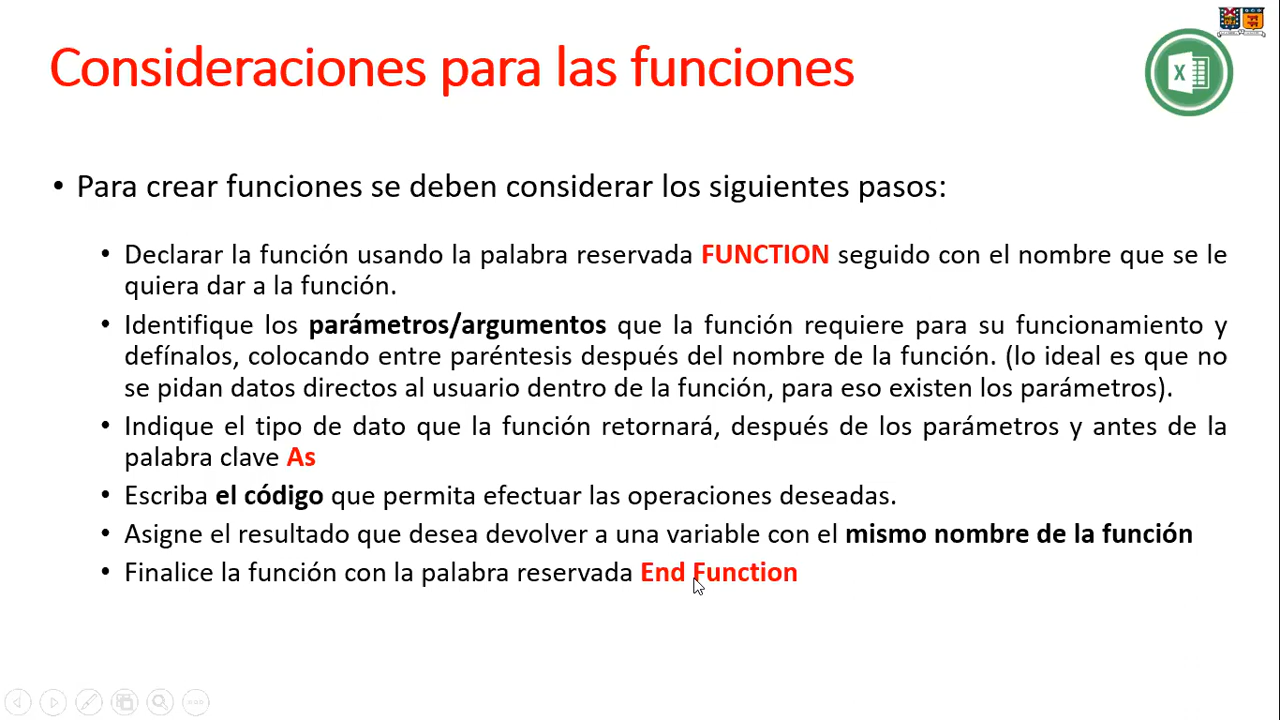 Consideraciones para las funciones
• Para crear funciones se deben considerar los siguientes pasos:
• Declarar la función usando la palabra reservada FUNCTION seguido con el nombre que se le
quiera dar a la función.
• Identifique los parámetros/argumentos que la función requiere para su funcionamiento y
defínalos, colocando entre paréntesis después del nombre de la función. (lo ideal es que no
se pidan datos directos al usuario dentro de la función, para eso existen los parámetros).
• Indique el tipo de dato que la función retornará, después de los parámetros y antes de la
palabra clave As
• Escriba el código que permita efectuar las operaciones deseadas.
• Asigne el resultado que desea devolver a una variable con el mismo nombre de la función
• Finalice la función con la palabra reservada End Function
X